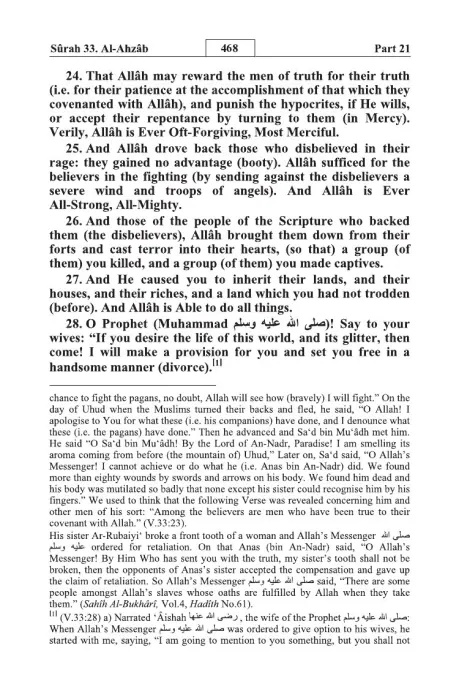 Sûrah 33. Al-Ahzâb 468 Part 21
24. That Allâh may reward the men of truth for their truth
(i.e. for their patience at the accomplishment of that which they
covenanted with Allâh), and punish the hypocrites, if He wills,
or accept their repentance by turning to them (in Mercy).
Verily, Allâh is Ever Oft-Forgiving, Most Merciful.
25. And Allâh drove back those who disbelieved in their
rage: they gained no advantage (booty). Allâh sufficed for the
believers in the fighting (by sending against the disbelievers a
severe wind and troops of angels). And Allâh is Ever
All-Strong, All-Mighty.
26. And those of the people of the Scripture who backed
them (the disbelievers), Allâh brought them down from their
forts and cast terror into their hearts, (so that) a group (of
them) you killed, and a group (of them) you made captives.
27. And He caused you to inherit their lands, and their
houses, and their riches, and a land which you had not trodden
(before). And Allâh is Able to do all things.
28. O Prophet (Muhammad صلى الله عليه وسلم)! Say to your
wives: “If you desire the life of this world, and its glitter, then
come! I will make a provision for you and set you free in a
handsome manner (divorce).[1]
chance to fight the pagans, no doubt, Allah will see how (bravely) I will fight.” On the
day of Uhud when the Muslims turned their backs and fled, he said, “O Allah! I
apologise to You for what these (i.e. his companions) have done, and I denounce what
these (i.e. the pagans) have done.” Then he advanced and Sa‘d bin Mu‘âdh met him.
He said “O Sa‘d bin Mu‘âdh! By the Lord of An-Nadr, Paradise! I am smelling its
aroma coming from before (the mountain of) Uhud,” Later on, Sa‘d said, “O Allah’s
Messenger! I cannot achieve or do what he (i.e. Anas bin An-Nadr) did. We found
more than eighty wounds by swords and arrows on his body. We found him dead and
his body was mutilated so badly that none except his sister could recognise him by his
fingers.” We used to think that the following Verse was revealed concerning him and
other men of his sort: “Among the believers are men who have been true to their
covenant with Allah.” (V.33:23).
His sister Ar-Rubaiyi‘ broke a front tooth of a woman and Allah’s Messenger صلى الله
عليه وسلم ordered for retaliation. On that Anas (bin An-Nadr) said, “O Allah’s
Messenger! By Him Who has sent you with the truth, my sister’s tooth shall not be
broken, then the opponents of Anas’s sister accepted the compensation and gave up
the claim of retaliation. So Allah’s Messenger صلى الله عليه وسلم said, “There are some
people amongst Allah’s slaves whose oaths are fulfilled by Allah when they take
them.” (Sahîh Al-Bukhârî, Vol.4, Hadîth No.61).
[1] (V.33:28) a) Narrated ‘Âishah رضى الله عنها, the wife of the Prophet صلى الله عليه وسلم:
When Allah’s Messenger صلى الله عليه وسلم was ordered to give option to his wives, he
started with me, saying, “I am going to mention to you something, but you shall not